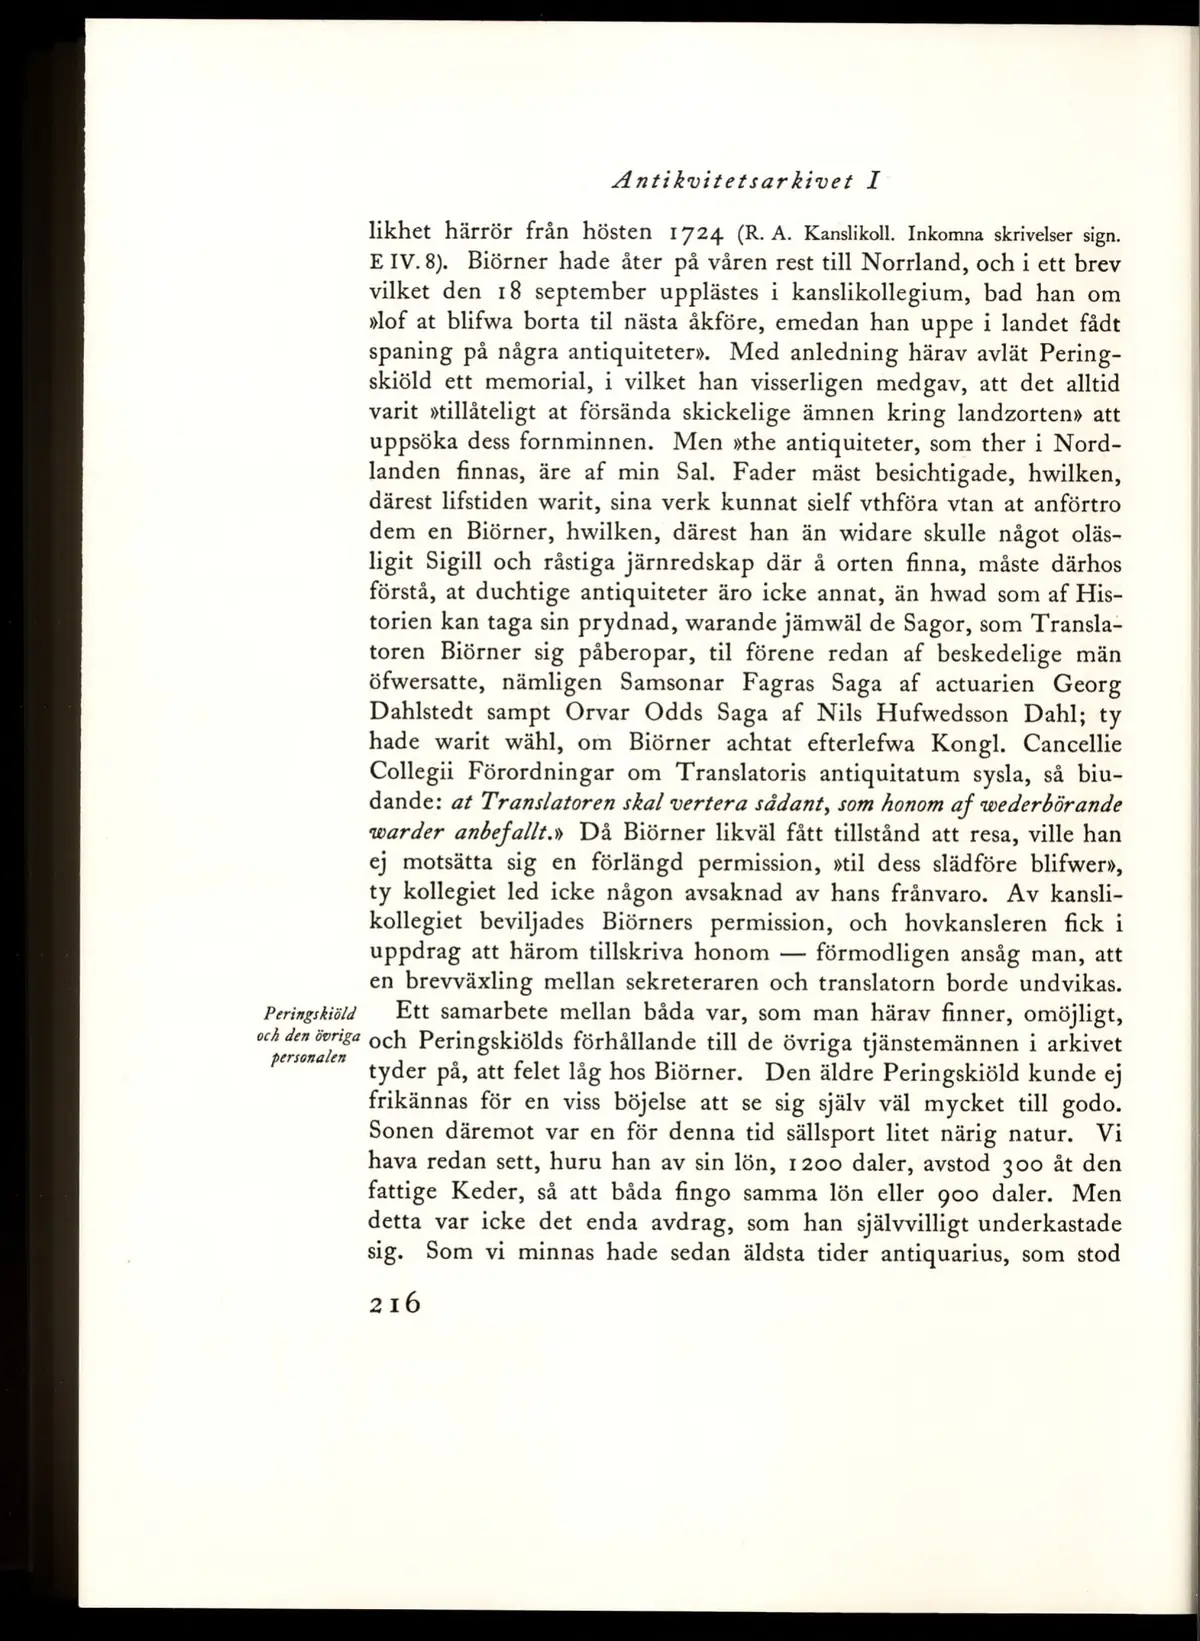 Antikvitetsarkivet I
likhet härrör från hösten 1724 (R. A. Kanslikoll. Inkomna skrivelser sign.
E IV. 8). Biörner hade åter på våren rest till Norrland, och i ett brev
vilket den 18 september upplästes i kanslikollegium, bad han om
»lof at blifwa borta til nästa åkföre, emedan han uppe i landet fådt
spaning på några antiquiteter». Med anledning härav avlät Pering-
skiöld ett memorial, i vilket han visserligen medgav, att det alltid
varit »tillåteligt at försända skickelige ämnen kring landzorten» att
uppsöka dess fornminnen. Men »the antiquiteter, som ther i Nord-
landen finnas, äre af min Sal. Fader mäst besichtigade, hwilken,
därest lifstiden warit, sina verk kunnat sielf vthföra vtan at anförtro
dem en Biörner, hwilken, därest han än widare skulle något oläs-
ligit Sigill och råstiga järnredskap där å orten finna, måste därhos
förstå, at duchtige antiquiteter äro icke annat, än hwad som af His-
torien kan taga sin prydnad, warande jämwäl de Sagor, som Transla-
toren Biörner sig påberopar, til förene redan af beskedelige män
öfwersatte, nämligen Samsonar Fagras Saga af actuarien Georg
Dahlstedt sampt Orvar Odds Saga af Nils Hufwedsson Dahl; ty
hade warit wähl, om Biörner achtat efterlefwa Kongl. Cancellie
Collegii Förordningar om Translatoris antiquitatum sysla, så biu-
dande: at Translatoren skal vertera sådant, som honom af wederbörande
warder anbefallt.» Då Biörner likväl fått tillstånd att resa, ville han
ej motsätta sig en förlängd permission, »til dess slädföre blifwer»,
ty kollegiet led icke någon avsaknad av hans frånvaro. Av kansli-
kollegiet beviljades Biörners permission, och hovkansleren fick i
uppdrag att härom tillskriva honom — förmodligen ansåg man, att
en brevväxling mellan sekreteraren och translatorn borde undvikas.
Peringskiöld
och den övriga
personalen
Ett samarbete mellan båda var, som man härav finner, omöjligt,
och Peringskiölds förhållande till de övriga tjänstemännen i arkivet
tyder på, att felet låg hos Biörner. Den äldre Peringskiöld kunde ej
frikännas för en viss böjelse att se sig själv väl mycket till godo.
Sonen däremot var en för denna tid sällsport litet närig natur. Vi
hava redan sett, huru han av sin lön, 1200 daler, avstod 300 åt den
fattige Keder, så att båda fingo samma lön eller 900 daler. Men
detta var icke det enda avdrag, som han självvilligt underkastade
sig. Som vi minnas hade sedan äldsta tider antiquarius, som stod
216